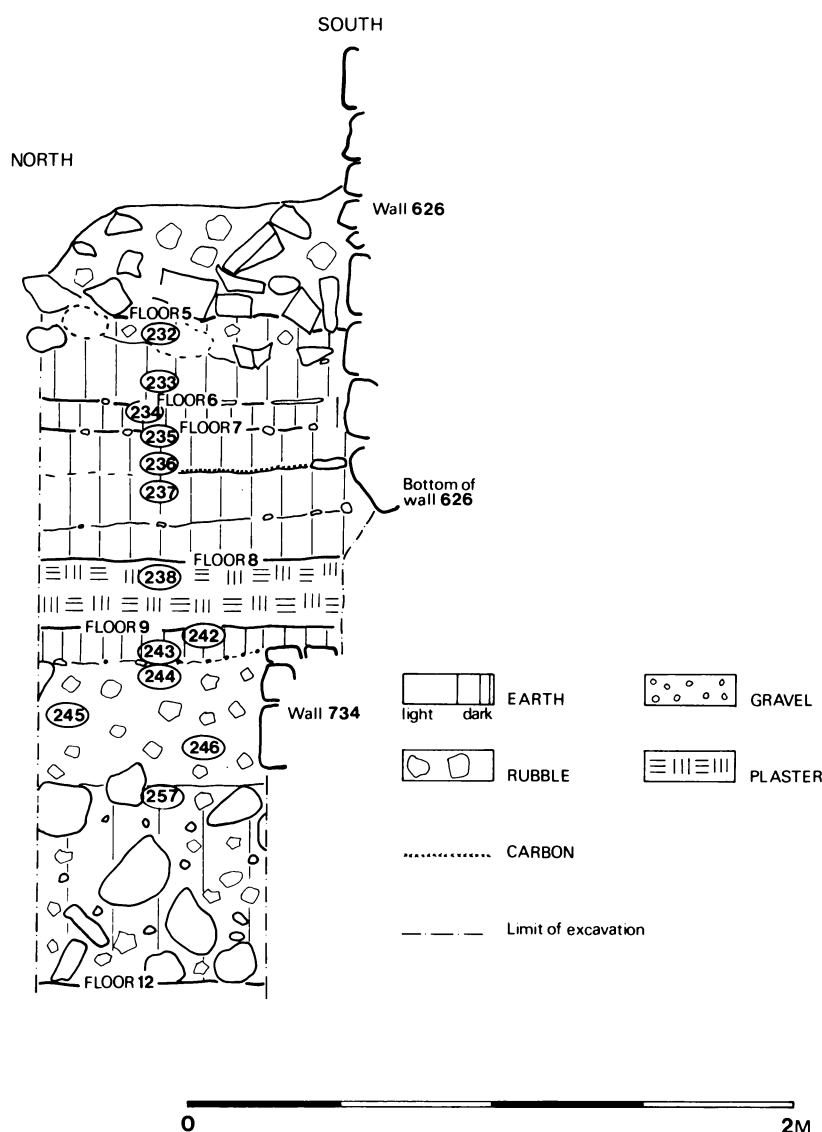 SOUTH
NORTH
Wall 626
FLOOR 5
232
233
FLOOR 6
234
FLOOR 7
235
236
237
Bottom of
wall 626
FLOOR 8
238
FLOOR 9
242
243
244
245
Wall 734
246
257
FLOOR 12
light dark
EARTH
GRAVEL
RUBBLE
PLASTER
CARBON
Limit of excavation
0 2M